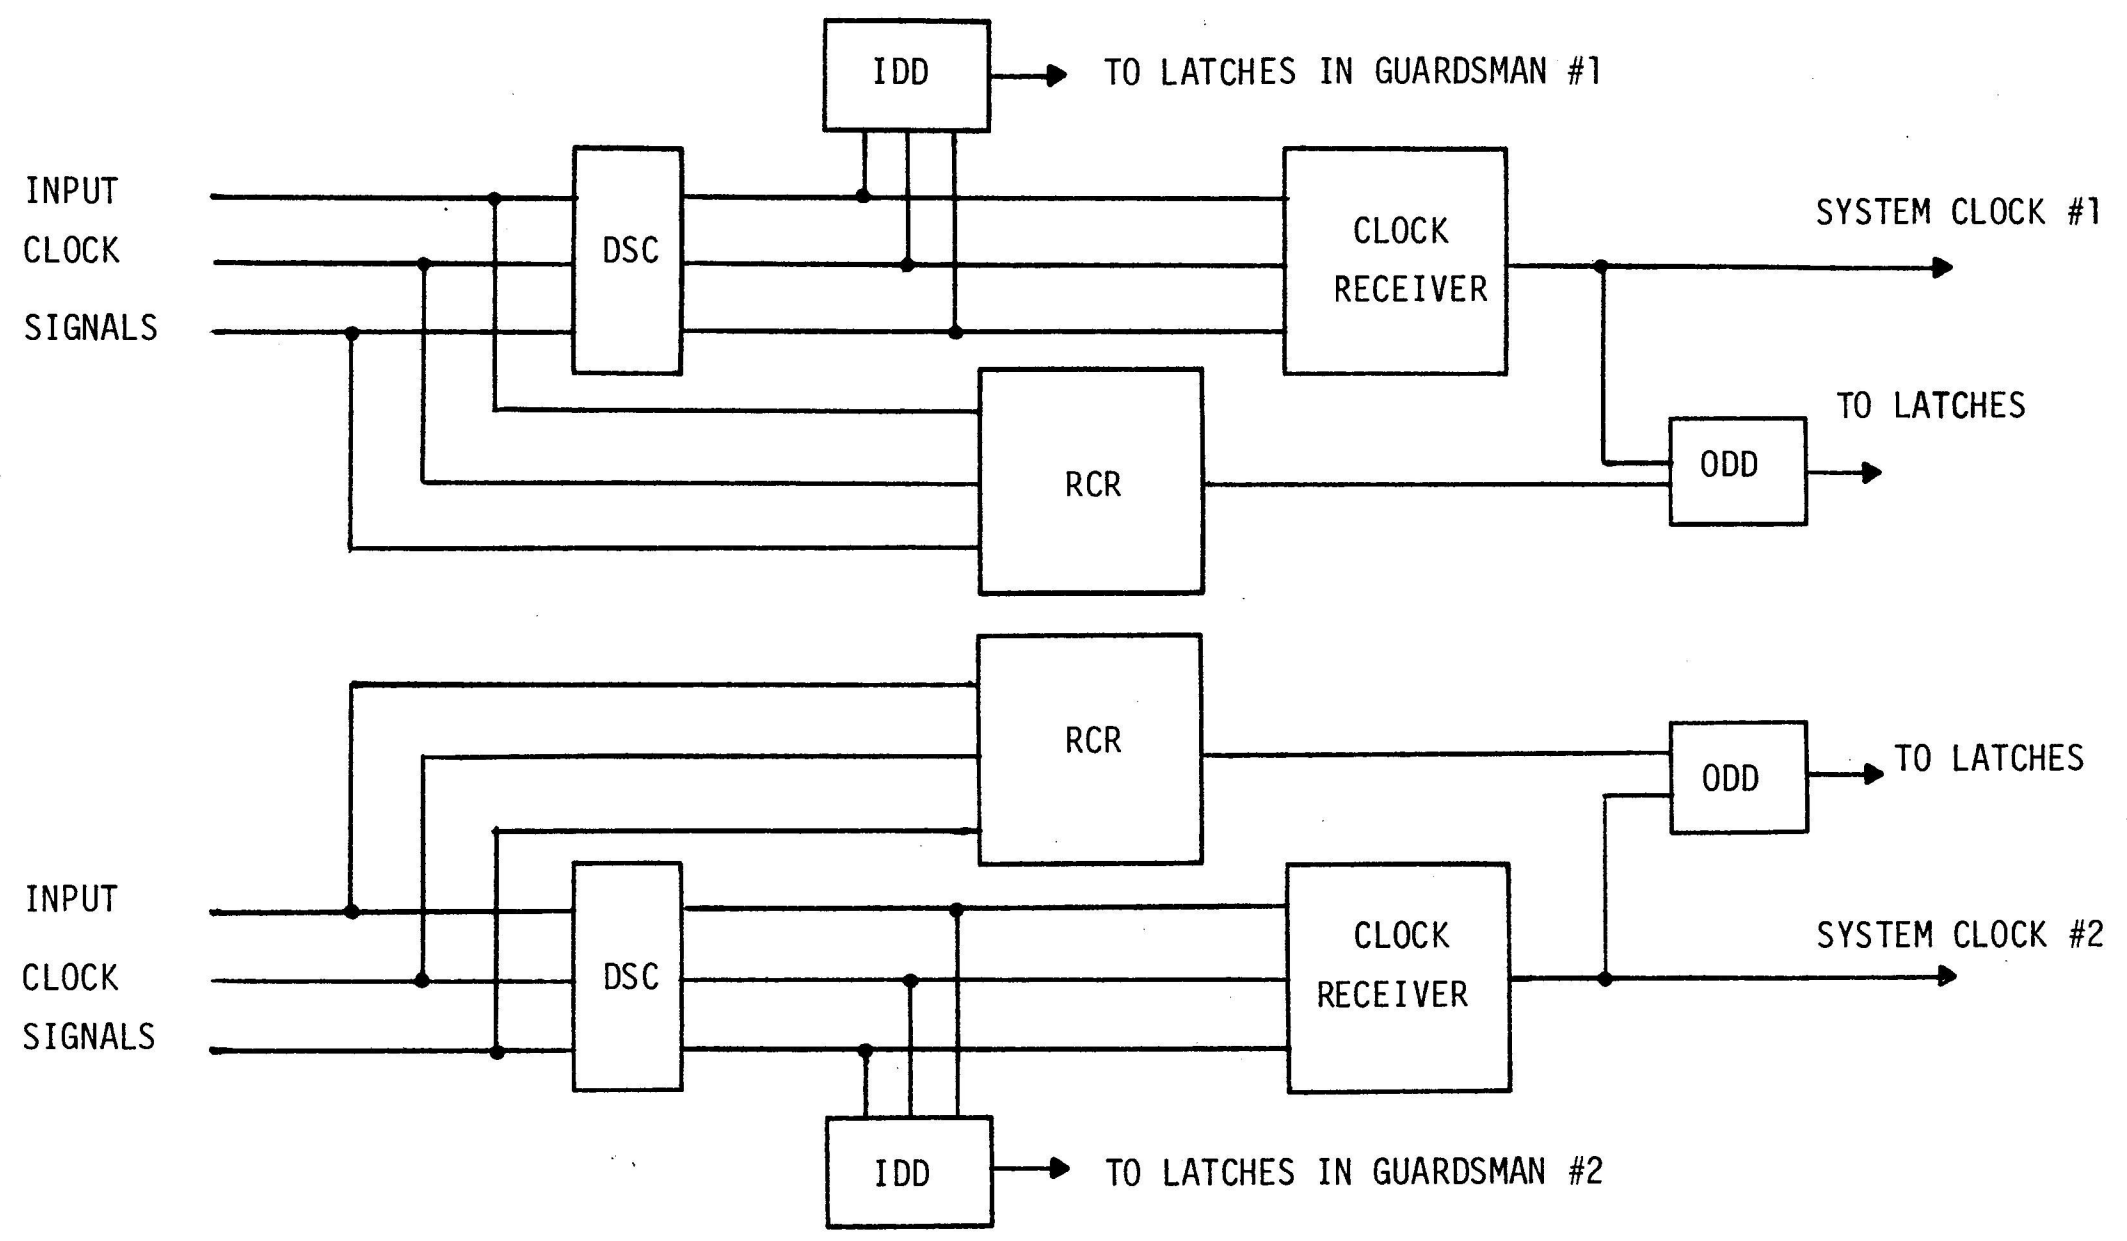 IDD
TO LATCHES IN GUARDSMAN #1
INPUT
CLOCK
SIGNALS
DSC
CLOCK
RECEIVER
SYSTEM CLOCK #1
TO LATCHES
ODD
RCR
RCR
ODD
TO LATCHES
INPUT
CLOCK
SIGNALS
DSC
CLOCK
RECEIVER
SYSTEM CLOCK #2
IDD
TO LATCHES IN GUARDSMAN #2